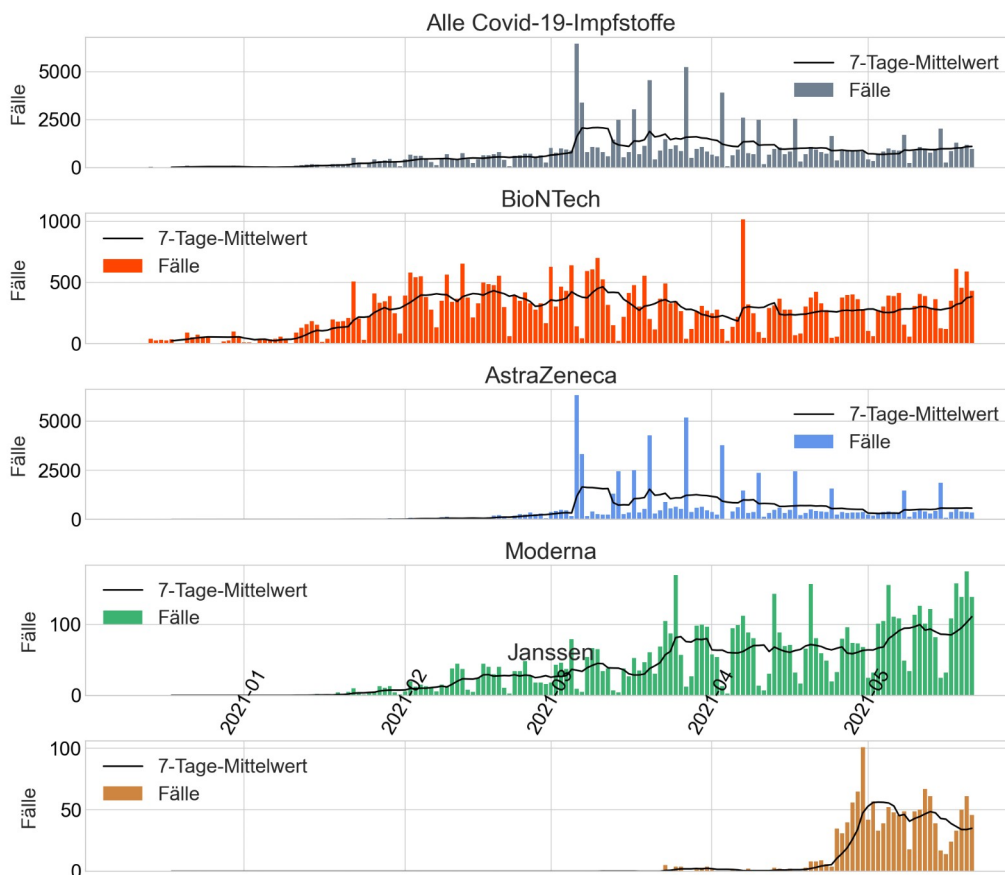 Alle Covid-19-Impfstoffe
Fälle
5000
2500
0
7-Tage-Mittelwert
Fälle
BioNTech
Fälle
1000
500
0
7-Tage-Mittelwert
Fälle
AstraZeneca
Fälle
5000
2500
0
7-Tage-Mittelwert
Fälle
Moderna
Fälle
100
0
7-Tage-Mittelwert
Fälle
Janssen
2021-01
2021-02
2021-03
2021-04
2021-05
Fälle
100
50
0
7-Tage-Mittelwert
Fälle